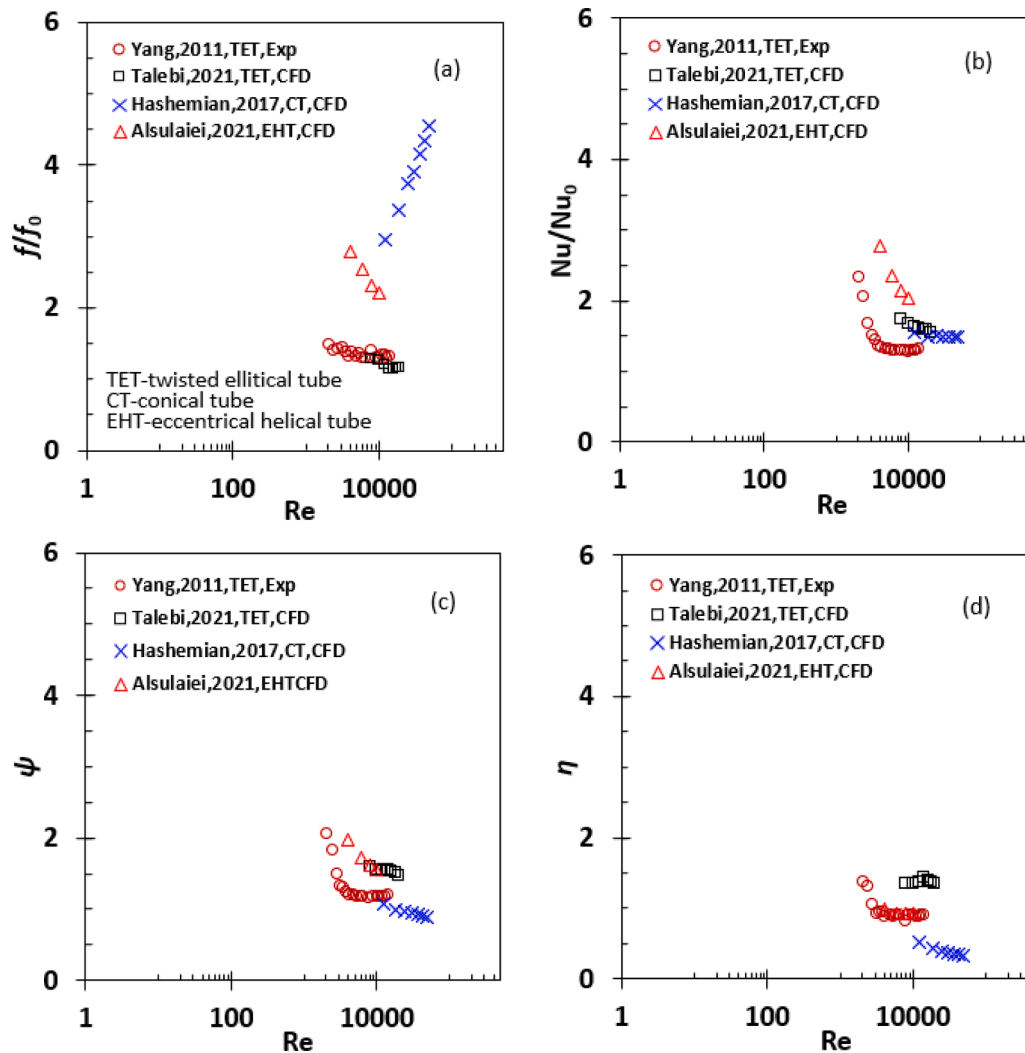 6
Yang,2011,TET,Exp
(a)
Talebi,2021,TET,CFD
Hashemian,2017,CT,CFD
Alsulaiei,2021,EHT,CFD
4
f/f0
2
TET-twisted ellitical tube
CT-conical tube
EHT-eccentrical helical tube
0
1
100
10000
Re
6
Yang,2011,TET,Exp
(b)
Talebi,2021,TET,CFD
Hashemian,2017,CT,CFD
Alsulaiei,2021,EHT,CFD
4
Nu/Nu0
2
0
1
100
10000
Re
6
Yang,2011,TET,Exp
(c)
Talebi,2021,TET,CFD
Hashemian,2017,CT,CFD
Alsulaiei,2021,EHTCFD
4
ψ
2
0
1
100
10000
Re
6
Yang,2011,TET,Exp
(d)
Talebi,2021,TET,CFD
Hashemian,2017,CT,CFD
Alsulaiei,2021,EHT,CFD
4
η
2
0
1
100
10000
Re